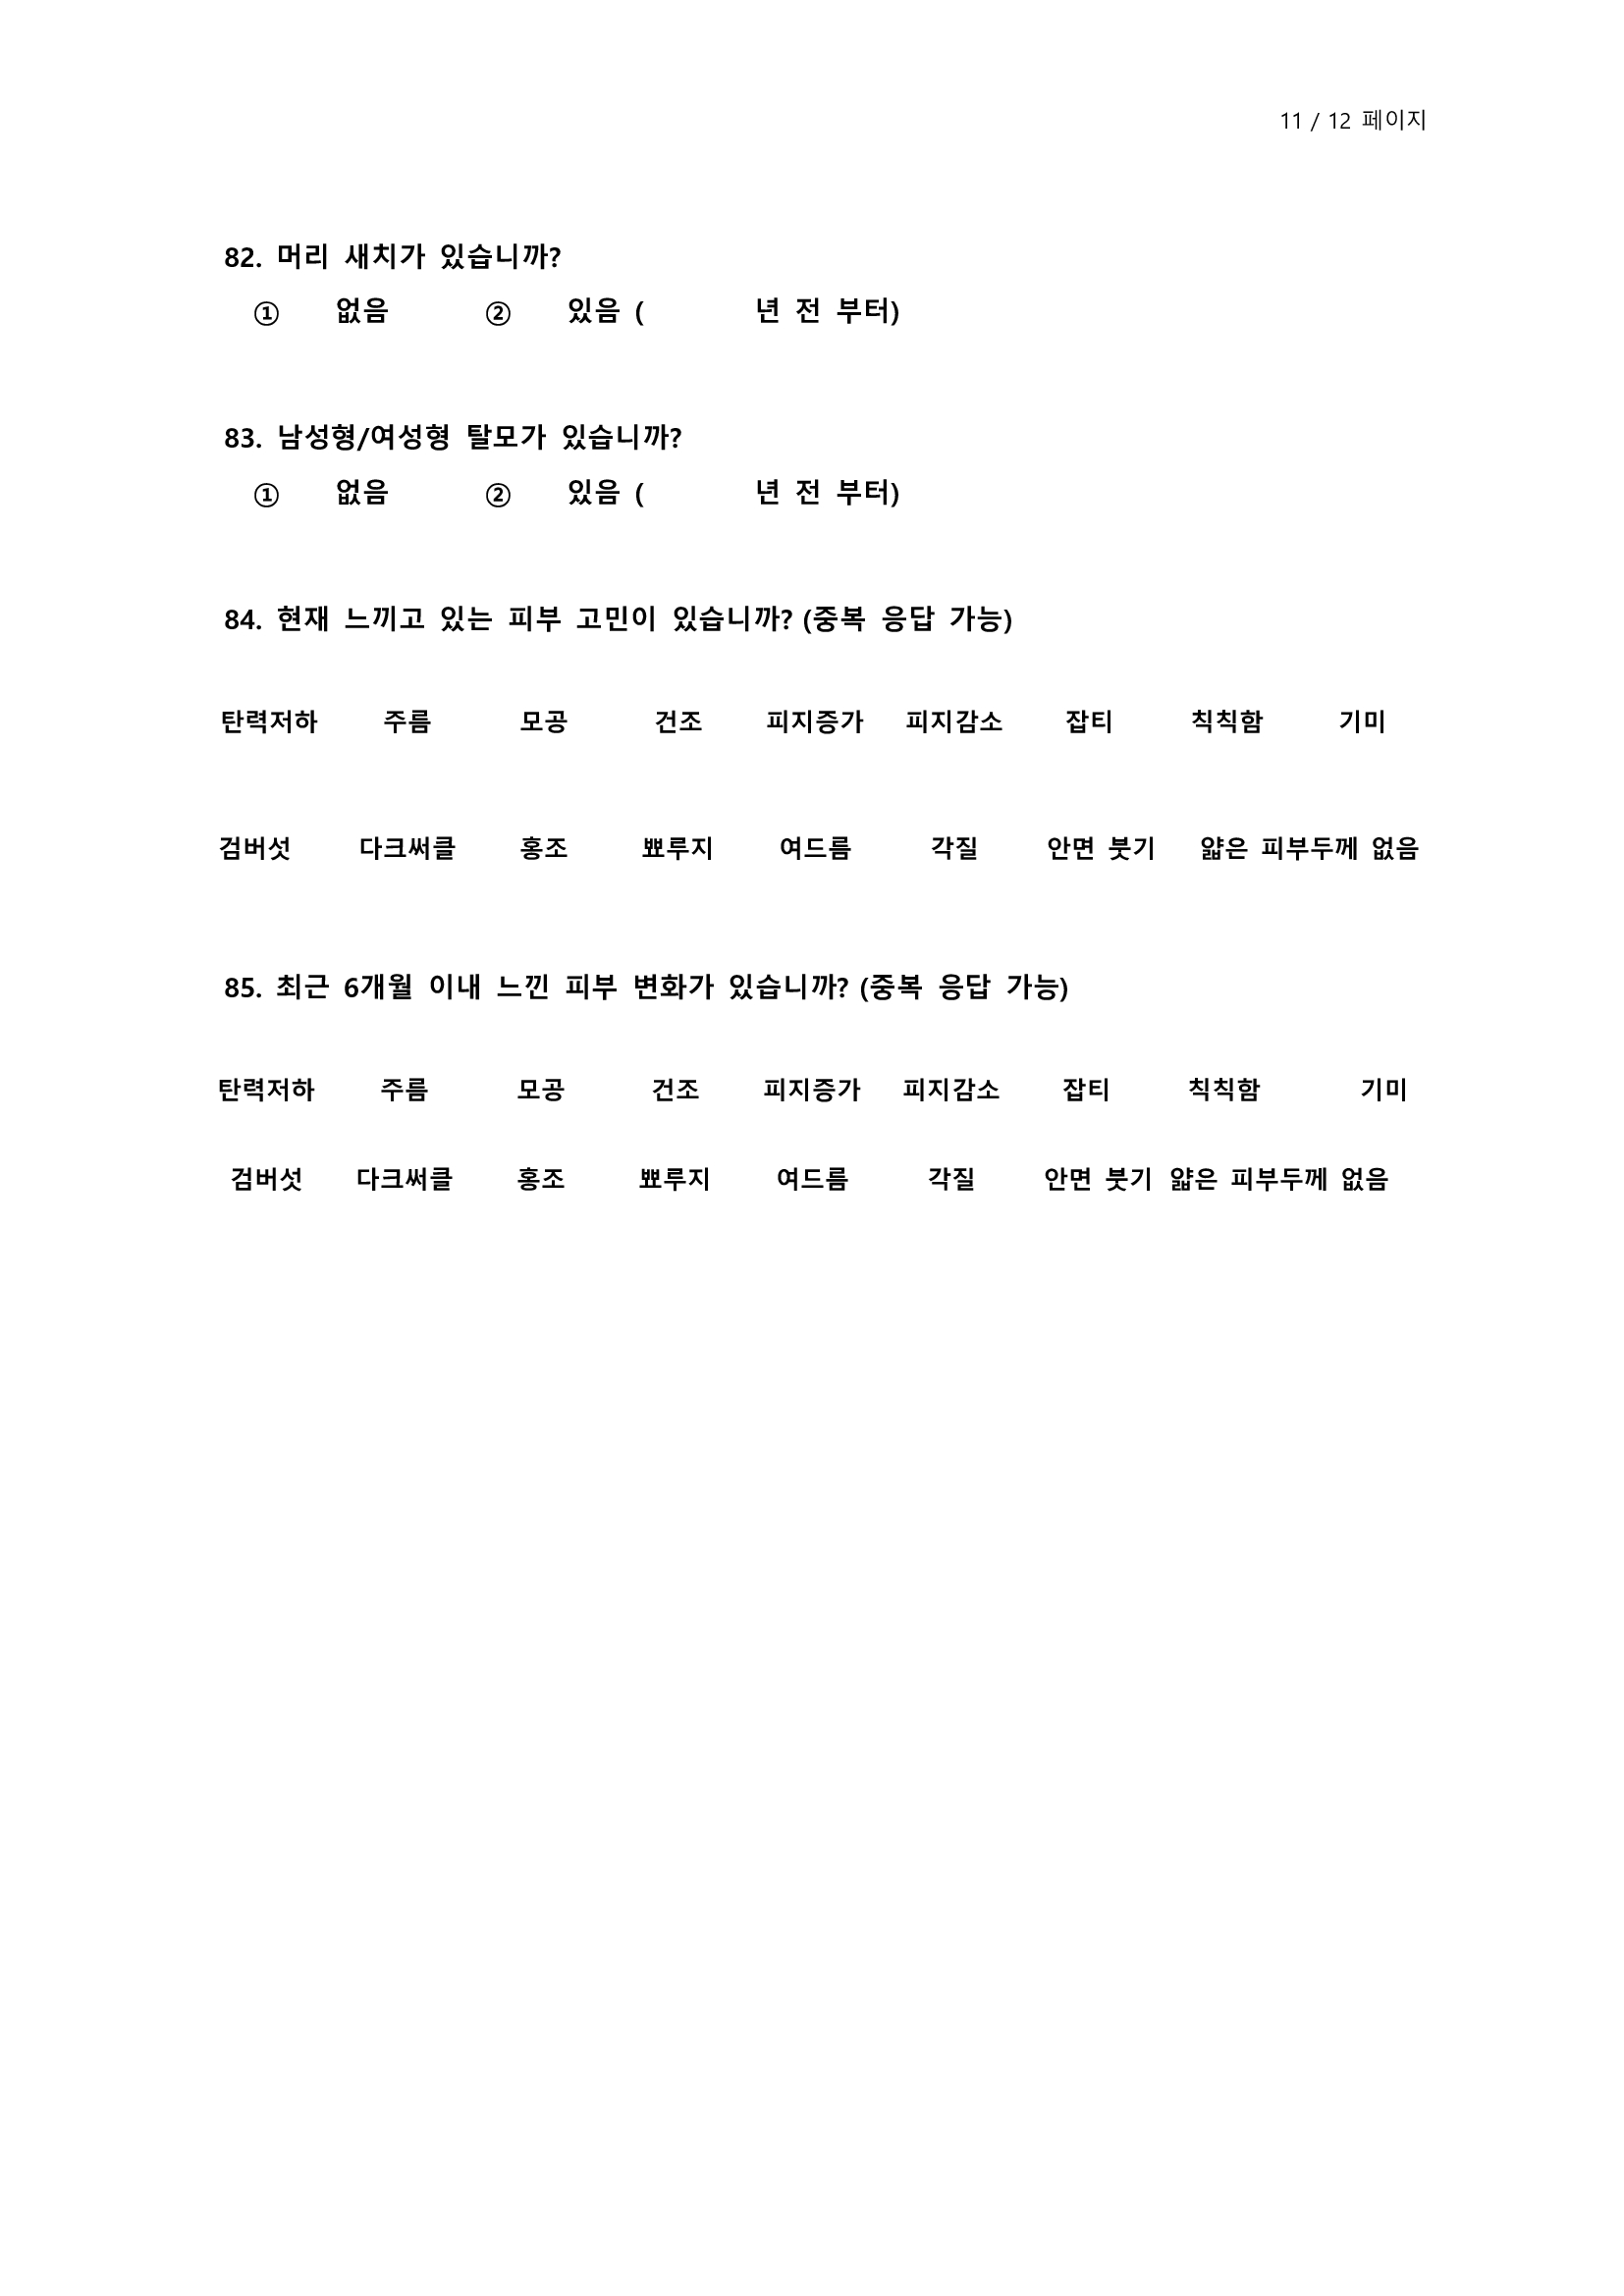 11 / 12 페이지
82. 머리 새치가 있습니까?
① 없음 ② 있음 ( 년 전 부터)
83. 남성형/여성형 탈모가 있습니까?
① 없음 ② 있음 ( 년 전 부터)
84. 현재 느끼고 있는 피부 고민이 있습니까? (중복 응답 가능)
탄력저하 주름 모공 건조 피지증가 피지감소 잡티 칙칙함 기미
검버섯 다크써클 홍조 뾰루지 여드름 각질 안면 붓기 얇은 피부두께 없음
85. 최근 6개월 이내 느낀 피부 변화가 있습니까? (중복 응답 가능)
탄력저하 주름 모공 건조 피지증가 피지감소 잡티 칙칙함 기미
검버섯 다크써클 홍조 뾰루지 여드름 각질 안면 붓기 얇은 피부두께 없음